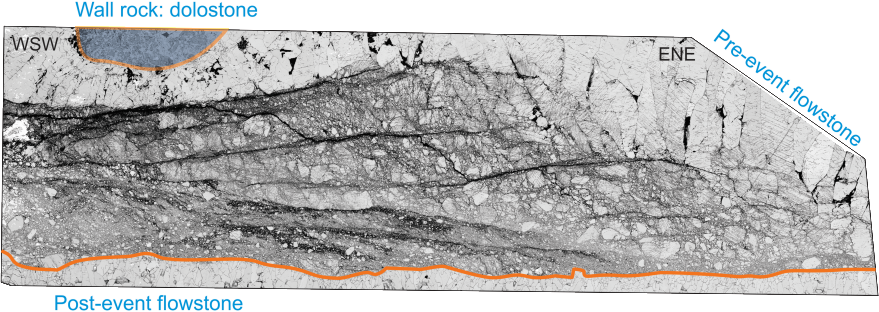 Wall rock: dolostone
WSW
ENE
Pre-event flowstone
Post-event flowstone